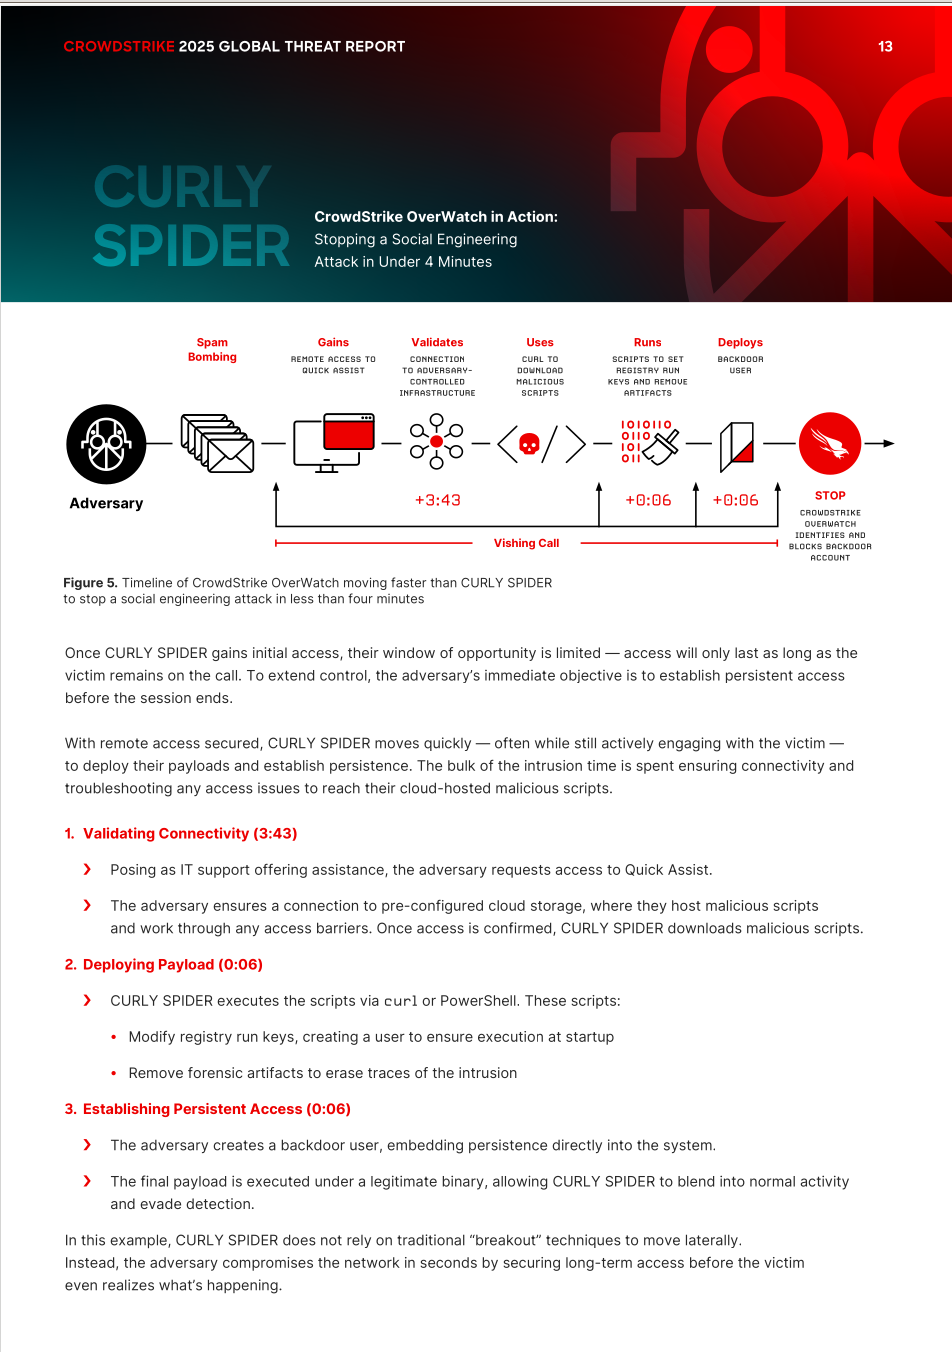 CROWDSTRIKE 2025 GLOBAL THREAT REPORT
13
CURLY
SPIDER
CrowdStrike OverWatch in Action:
Stopping a Social Engineering
Attack in Under 4 Minutes
Spam
Bombing
Gains
REMOTE ACCESS TO
QUICK ASSIST
Validates
CONNECTION
TO ADVERSARY-
CONTROLLED
INFRASTRUCTURE
Uses
CURL TO
DOWNLOAD
MALICIOUS
SCRIPTS
Runs
SCRIPTS TO SET
REGISTRY RUN
KEYS AND REMOVE
ARTIFACTS
Deploys
BACKDOOR
USER
1010110
0110
101
011
Adversary
+3:43
+0:06
+0:06
Vishing Call
STOP
CROWDSTRIKE
OVERWATCH
IDENTIFIES AND
BLOCKS BACKDOOR
ACCOUNT
Figure 5. Timeline of CrowdStrike OverWatch moving faster than CURLY SPIDER
to stop a social engineering attack in less than four minutes
Once CURLY SPIDER gains initial access, their window of opportunity is limited — access will only last as long as the
victim remains on the call. To extend control, the adversary’s immediate objective is to establish persistent access
before the session ends.
With remote access secured, CURLY SPIDER moves quickly — often while still actively engaging with the victim —
to deploy their payloads and establish persistence. The bulk of the intrusion time is spent ensuring connectivity and
troubleshooting any access issues to reach their cloud-hosted malicious scripts.
1. Validating Connectivity (3:43)
❯ Posing as IT support offering assistance, the adversary requests access to Quick Assist.
❯ The adversary ensures a connection to pre-configured cloud storage, where they host malicious scripts
and work through any access barriers. Once access is confirmed, CURLY SPIDER downloads malicious scripts.
2. Deploying Payload (0:06)
❯ CURLY SPIDER executes the scripts via curl or PowerShell. These scripts:
• Modify registry run keys, creating a user to ensure execution at startup
• Remove forensic artifacts to erase traces of the intrusion
3. Establishing Persistent Access (0:06)
❯ The adversary creates a backdoor user, embedding persistence directly into the system.
❯ The final payload is executed under a legitimate binary, allowing CURLY SPIDER to blend into normal activity
and evade detection.
In this example, CURLY SPIDER does not rely on traditional “breakout” techniques to move laterally.
Instead, the adversary compromises the network in seconds by securing long-term access before the victim
even realizes what’s happening.